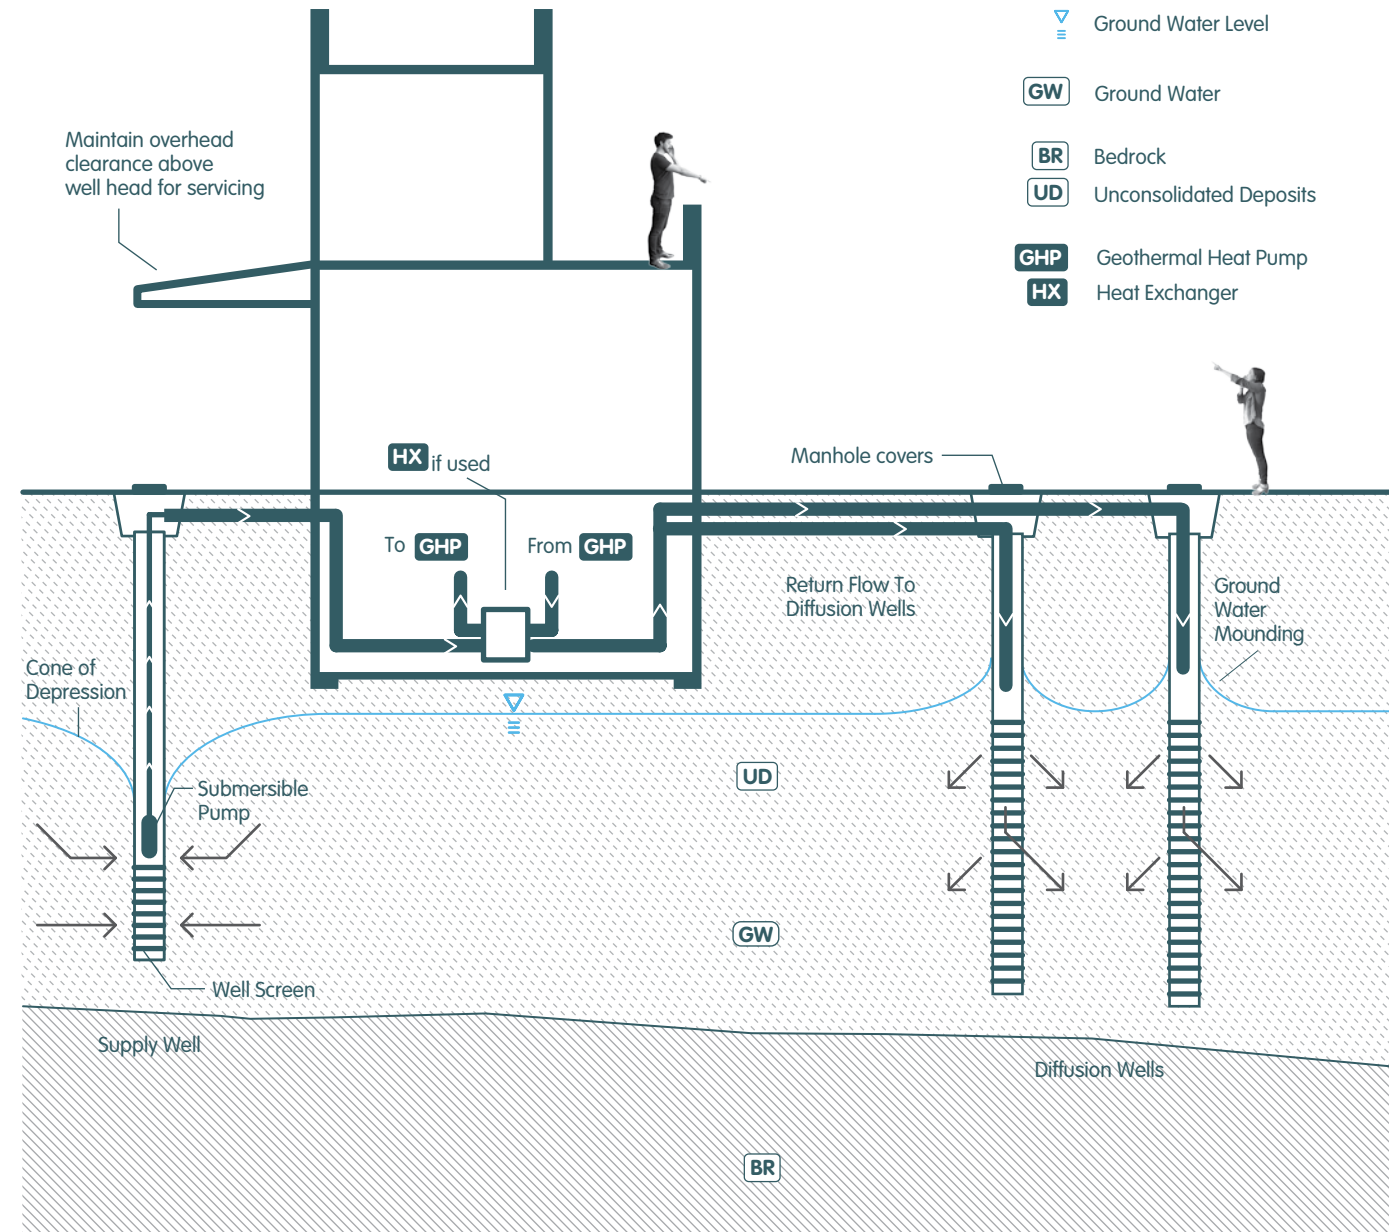 Ground Water Level
GW Ground Water
BR Bedrock
UD Unconsolidated Deposits
GHP Geothermal Heat Pump
HX Heat Exchanger
Maintain overhead
clearance above
well head for servicing
HX if used
Manhole covers
To GHP
From GHP
Return Flow To
Diffusion Wells
Ground
Water
Mounding
Cone of
Depression
Submersible
Pump
UD
GW
Well Screen
Supply Well
Diffusion Wells
BR